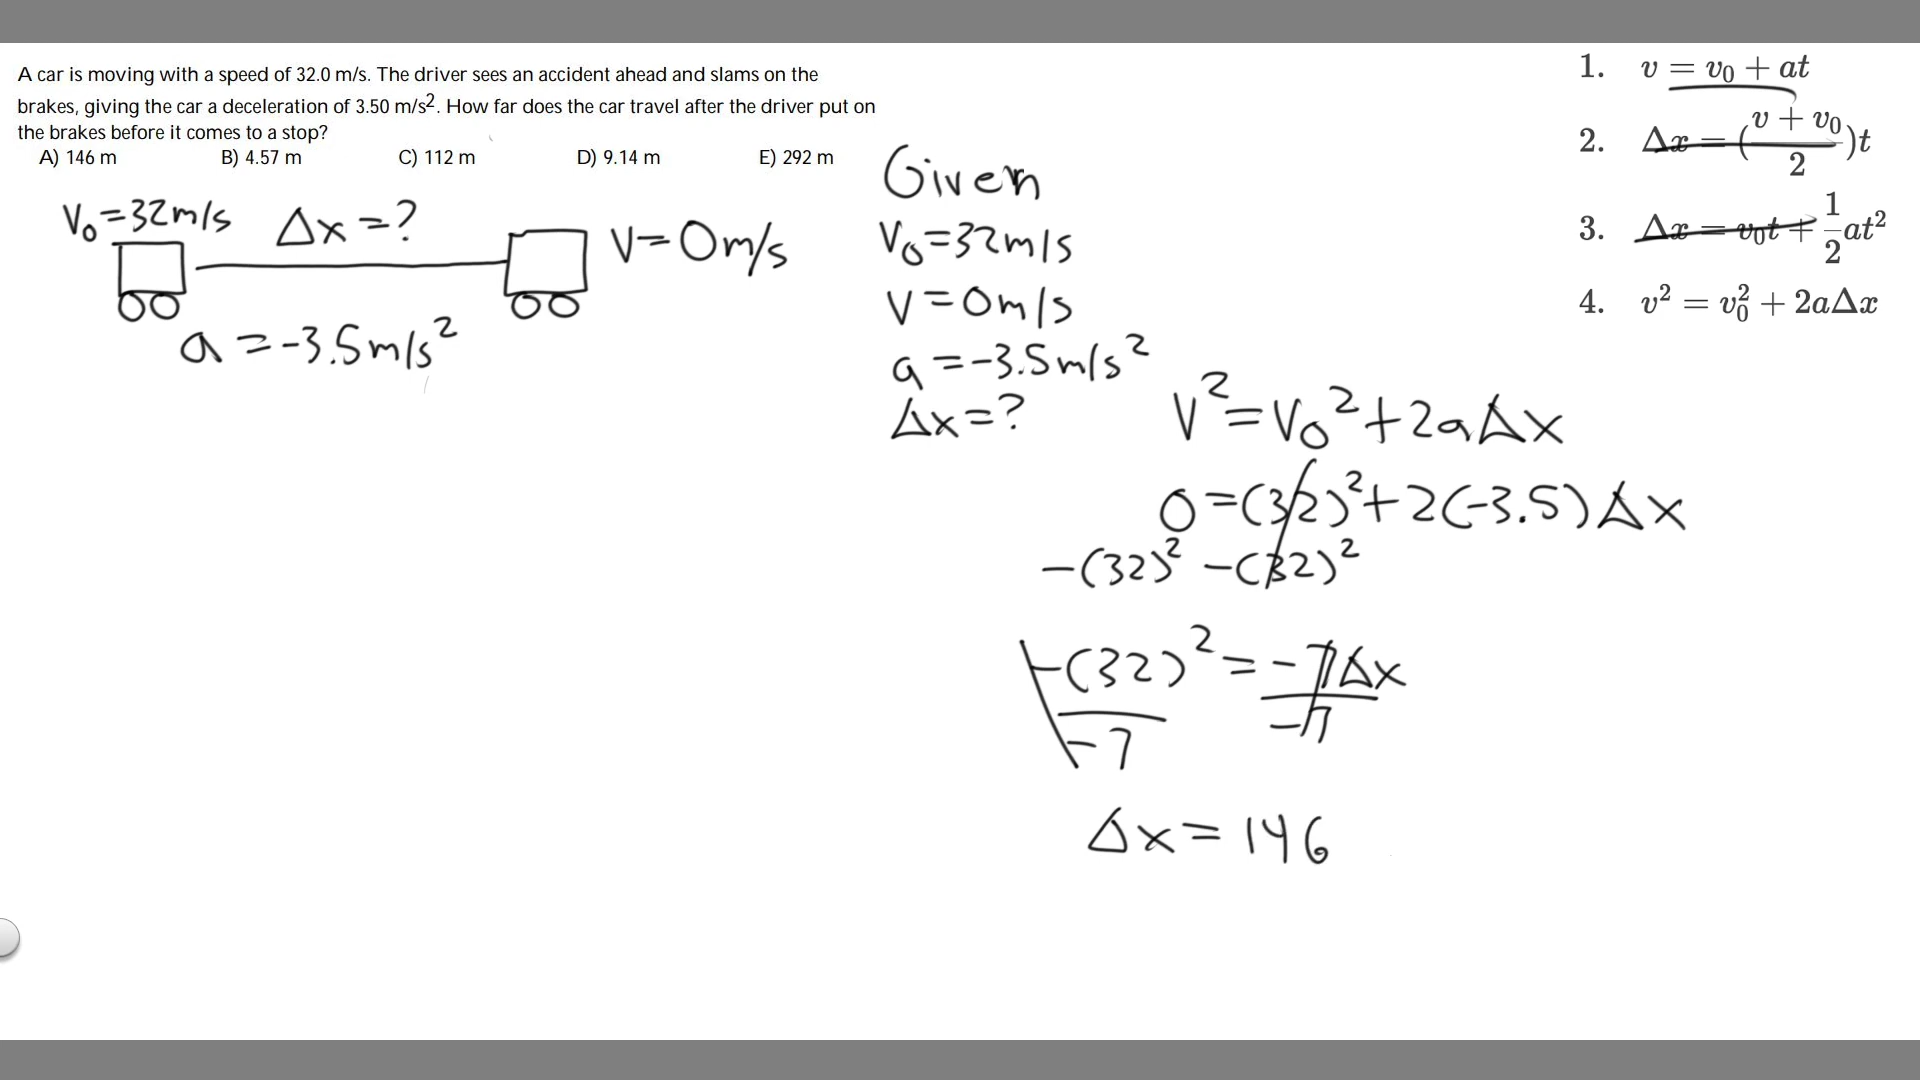 A car is moving with a speed of 32.0 m/s. The driver sees an accident ahead and slams on the
brakes, giving the car a deceleration of 3.50 m/s². How far does the car travel after the driver put on
the brakes before it comes to a stop?
A) 146 m B) 4.57 m C) 112 m D) 9.14 m E) 292 m
V₀=32m/s Δx=? V=0m/s
a=-3.5m/s²
Given
V₀=32m/s
V=0m/s
a=-3.5m/s²
Δx=?
V²=V₀²+2aΔx
0=(32)²+2(-3.5)Δx
-(32)² -(32)²
-(32)²=-7Δx
-7 -7
Δx=146
1. v = v₀ + at
2. Δx = (v + v₀/2)t
3. Δx = v₀t + 1/2 at²
4. v² = v₀² + 2aΔx